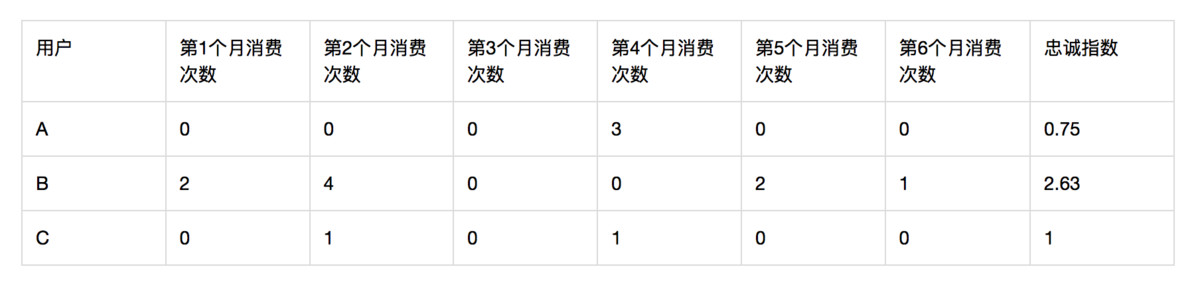 用户 第1个月消费 第2个月消费 第3个月消费 第4个月消费 第5个月消费 第6个月消费 忠诚指数
次数 次数 次数 次数 次数 次数
A 0 0 0 3 0 0 0.75
B 2 4 0 0 2 1 2.63
C 0 1 0 1 0 0 1